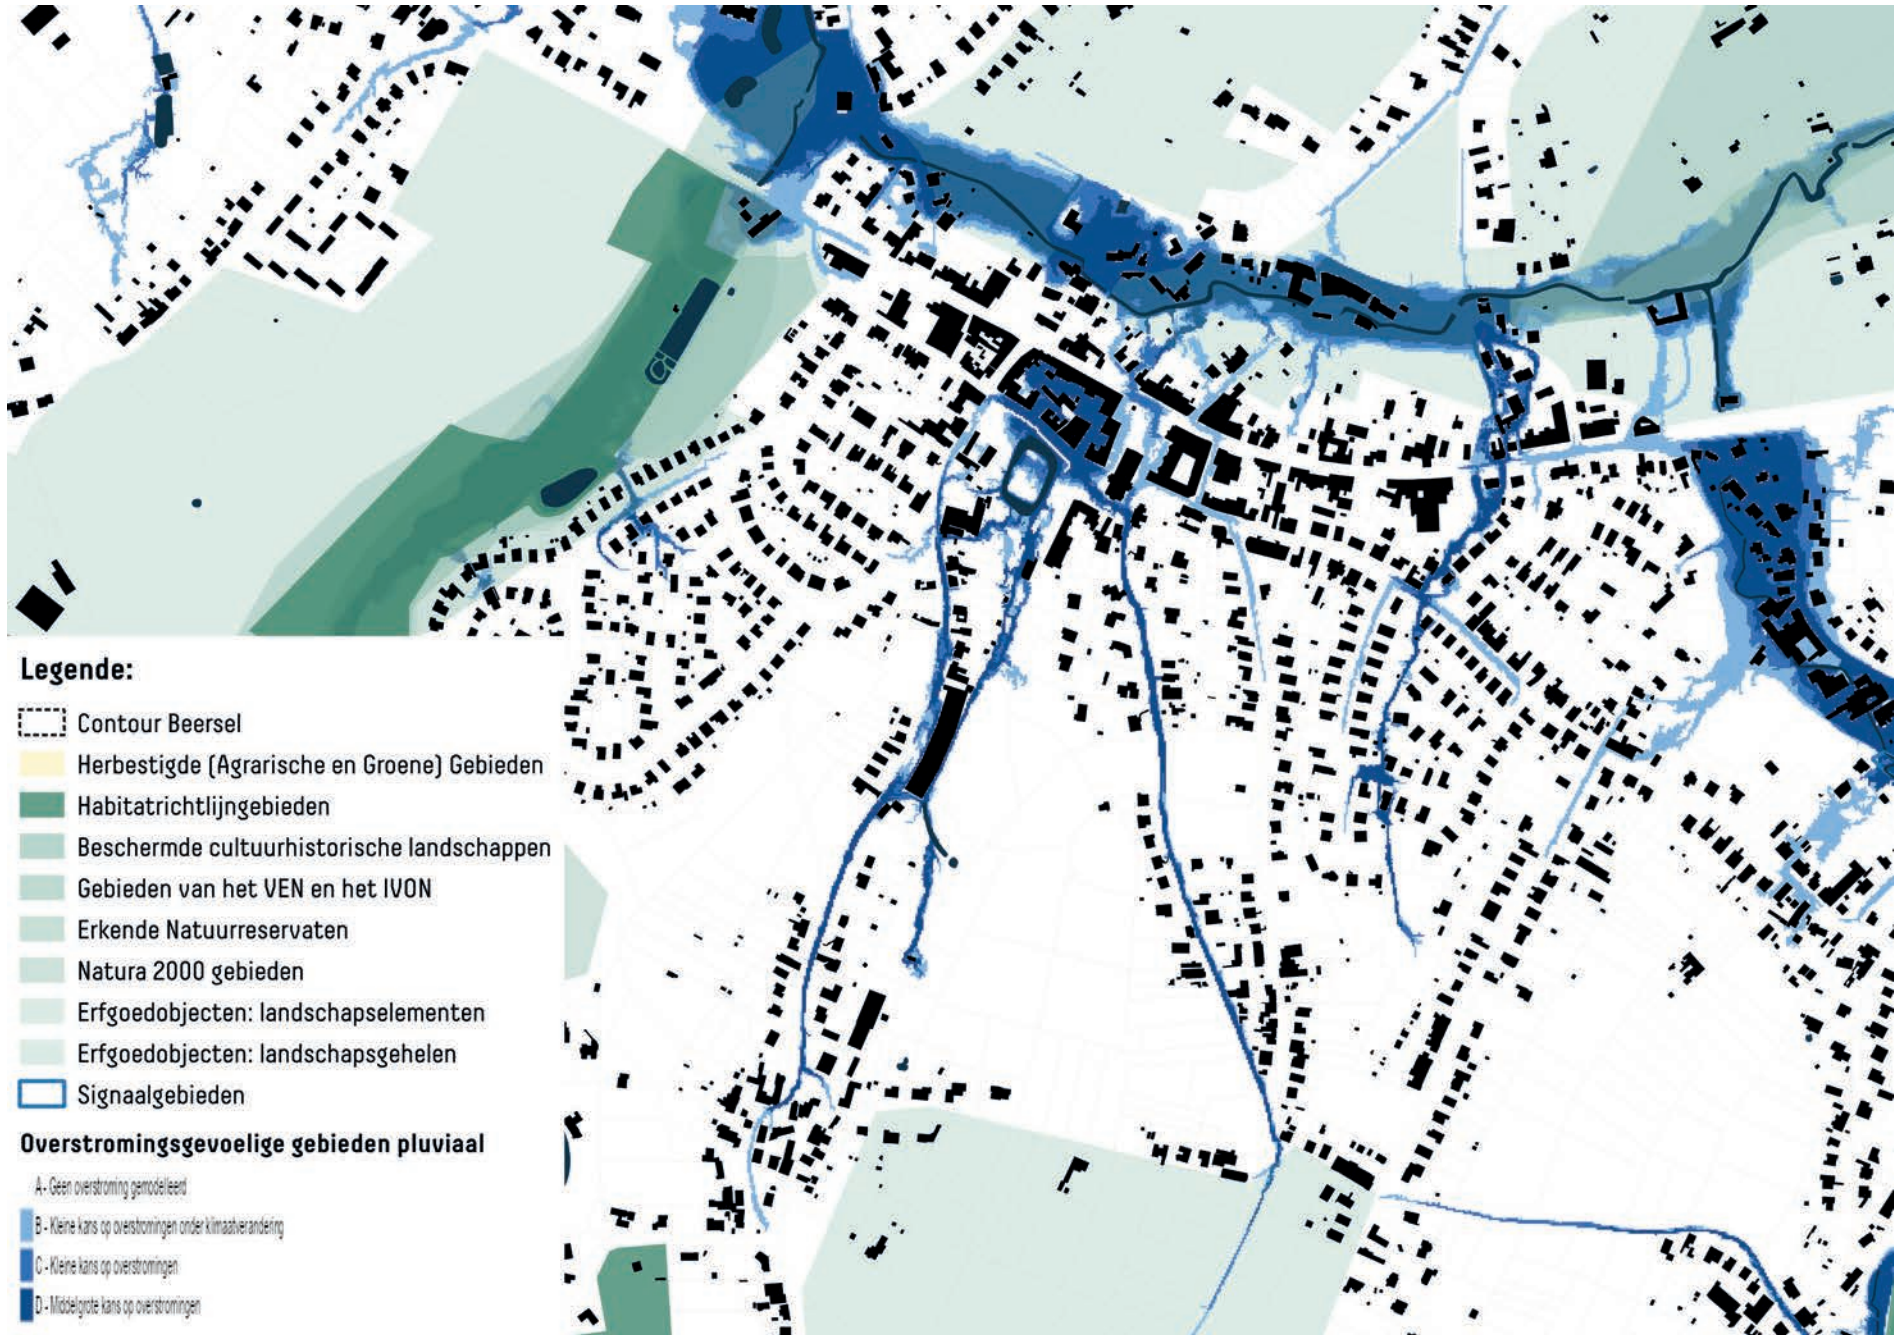 Legende:
Contour Beersel
Herbestigde (Agrarische en Groene) Gebieden
Habitatrichtlijngebieden
Beschermde cultuurhistorische landschappen
Gebieden van het VEN en het IVON
Erkende Natuurreservaten
Natura 2000 gebieden
Erfgoedobjecten: landschapselementen
Erfgoedobjecten: landschapsgehelen
Signaalgebieden
Overstromingsgevoelige gebieden pluviaal
A - Geen overstroming gemodelleerd
B - Kleine kans op overstromingen onder klimaatverandering
C - Kleine kans op overstromingen
D - Middelgrote kans op overstromingen